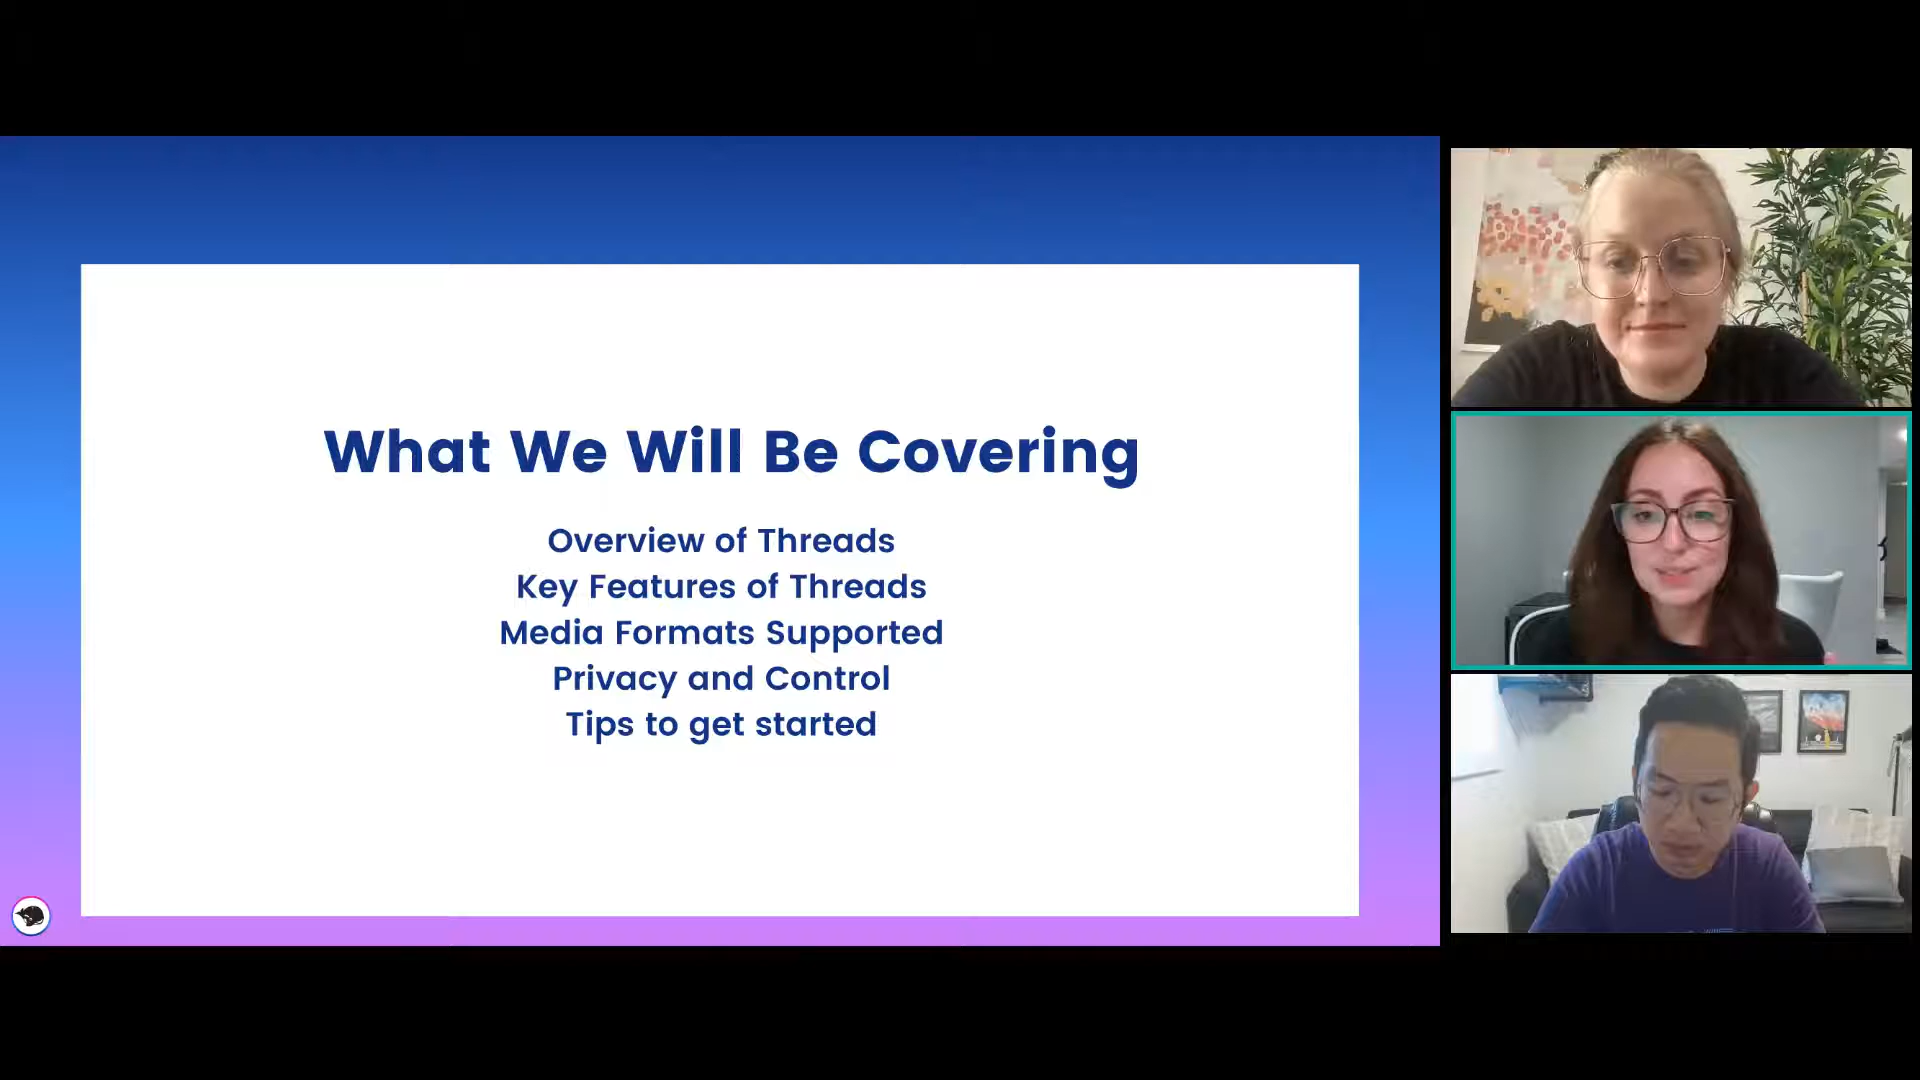 What We Will Be Covering
Overview of Threads
Key Features of Threads
Media Formats Supported
Privacy and Control
Tips to get started